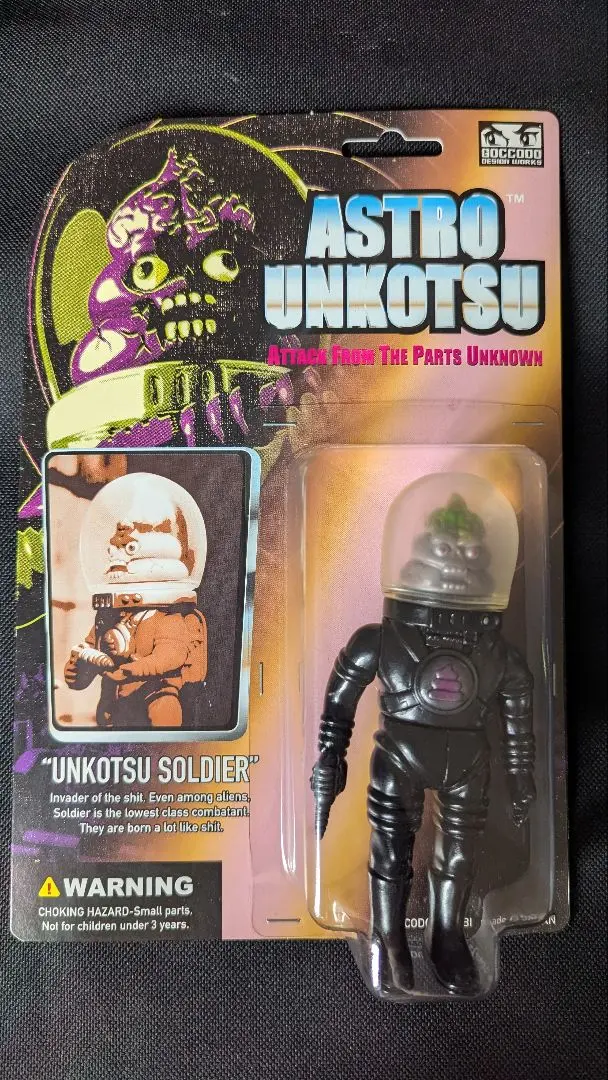 GOCCODO
DESIGN WORKS
ASTRO™
UNKOTSU
ATTACK FROM THE PARTS UNKNOWN
"UNKOTSU SOLDIER"
Invader of the shit. Even among aliens,
Soldier is the lowest class combatant.
They are born a lot like shit.
WARNING
CHOKING HAZARD-Small parts.
Not for children under 3 years.